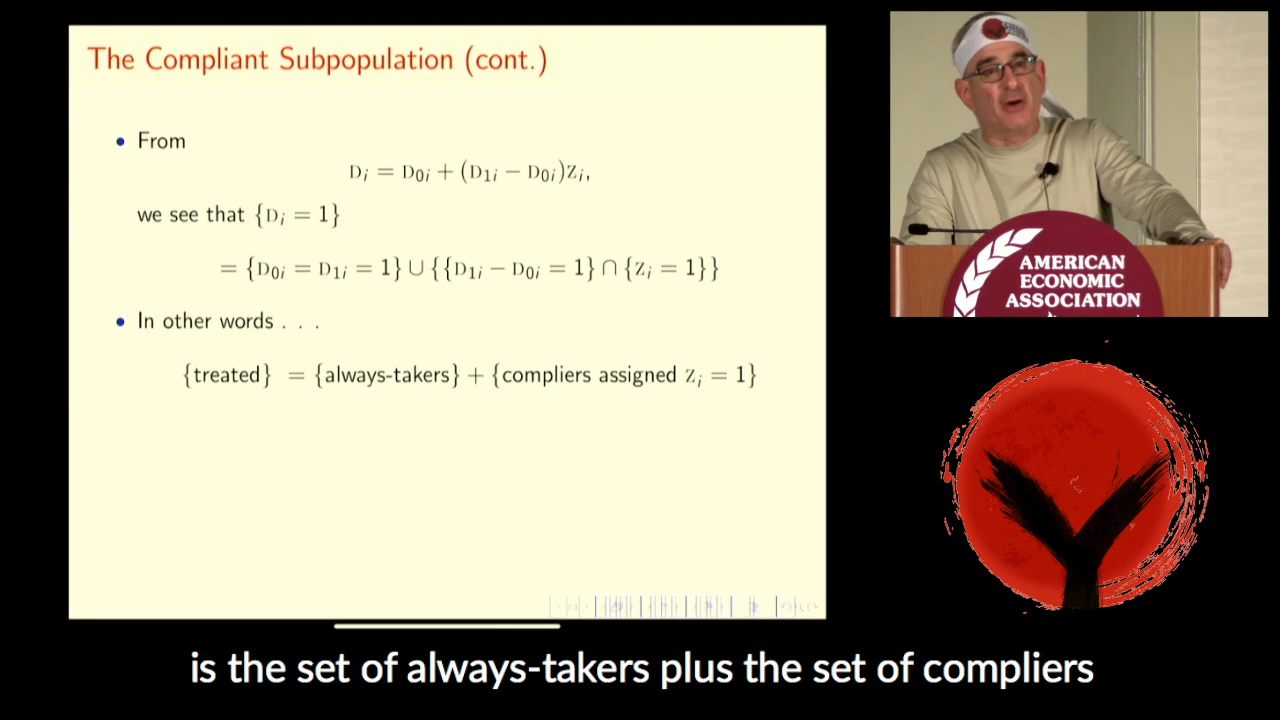 The Compliant Subpopulation (cont.)
• From
D_i = D_{0i} + (D_{1i} − D_{0i})Z_i,
we see that {D_i = 1}
= {D_{0i} = D_{1i} = 1} ∪ {{D_{1i} − D_{0i} = 1} ∩ {Z_i = 1}}
• In other words . . .
{treated} = {always-takers} + {compliers assigned Z_i = 1}
AMERICAN
ECONOMIC
ASSOCIATION
is the set of always-takers plus the set of compliers